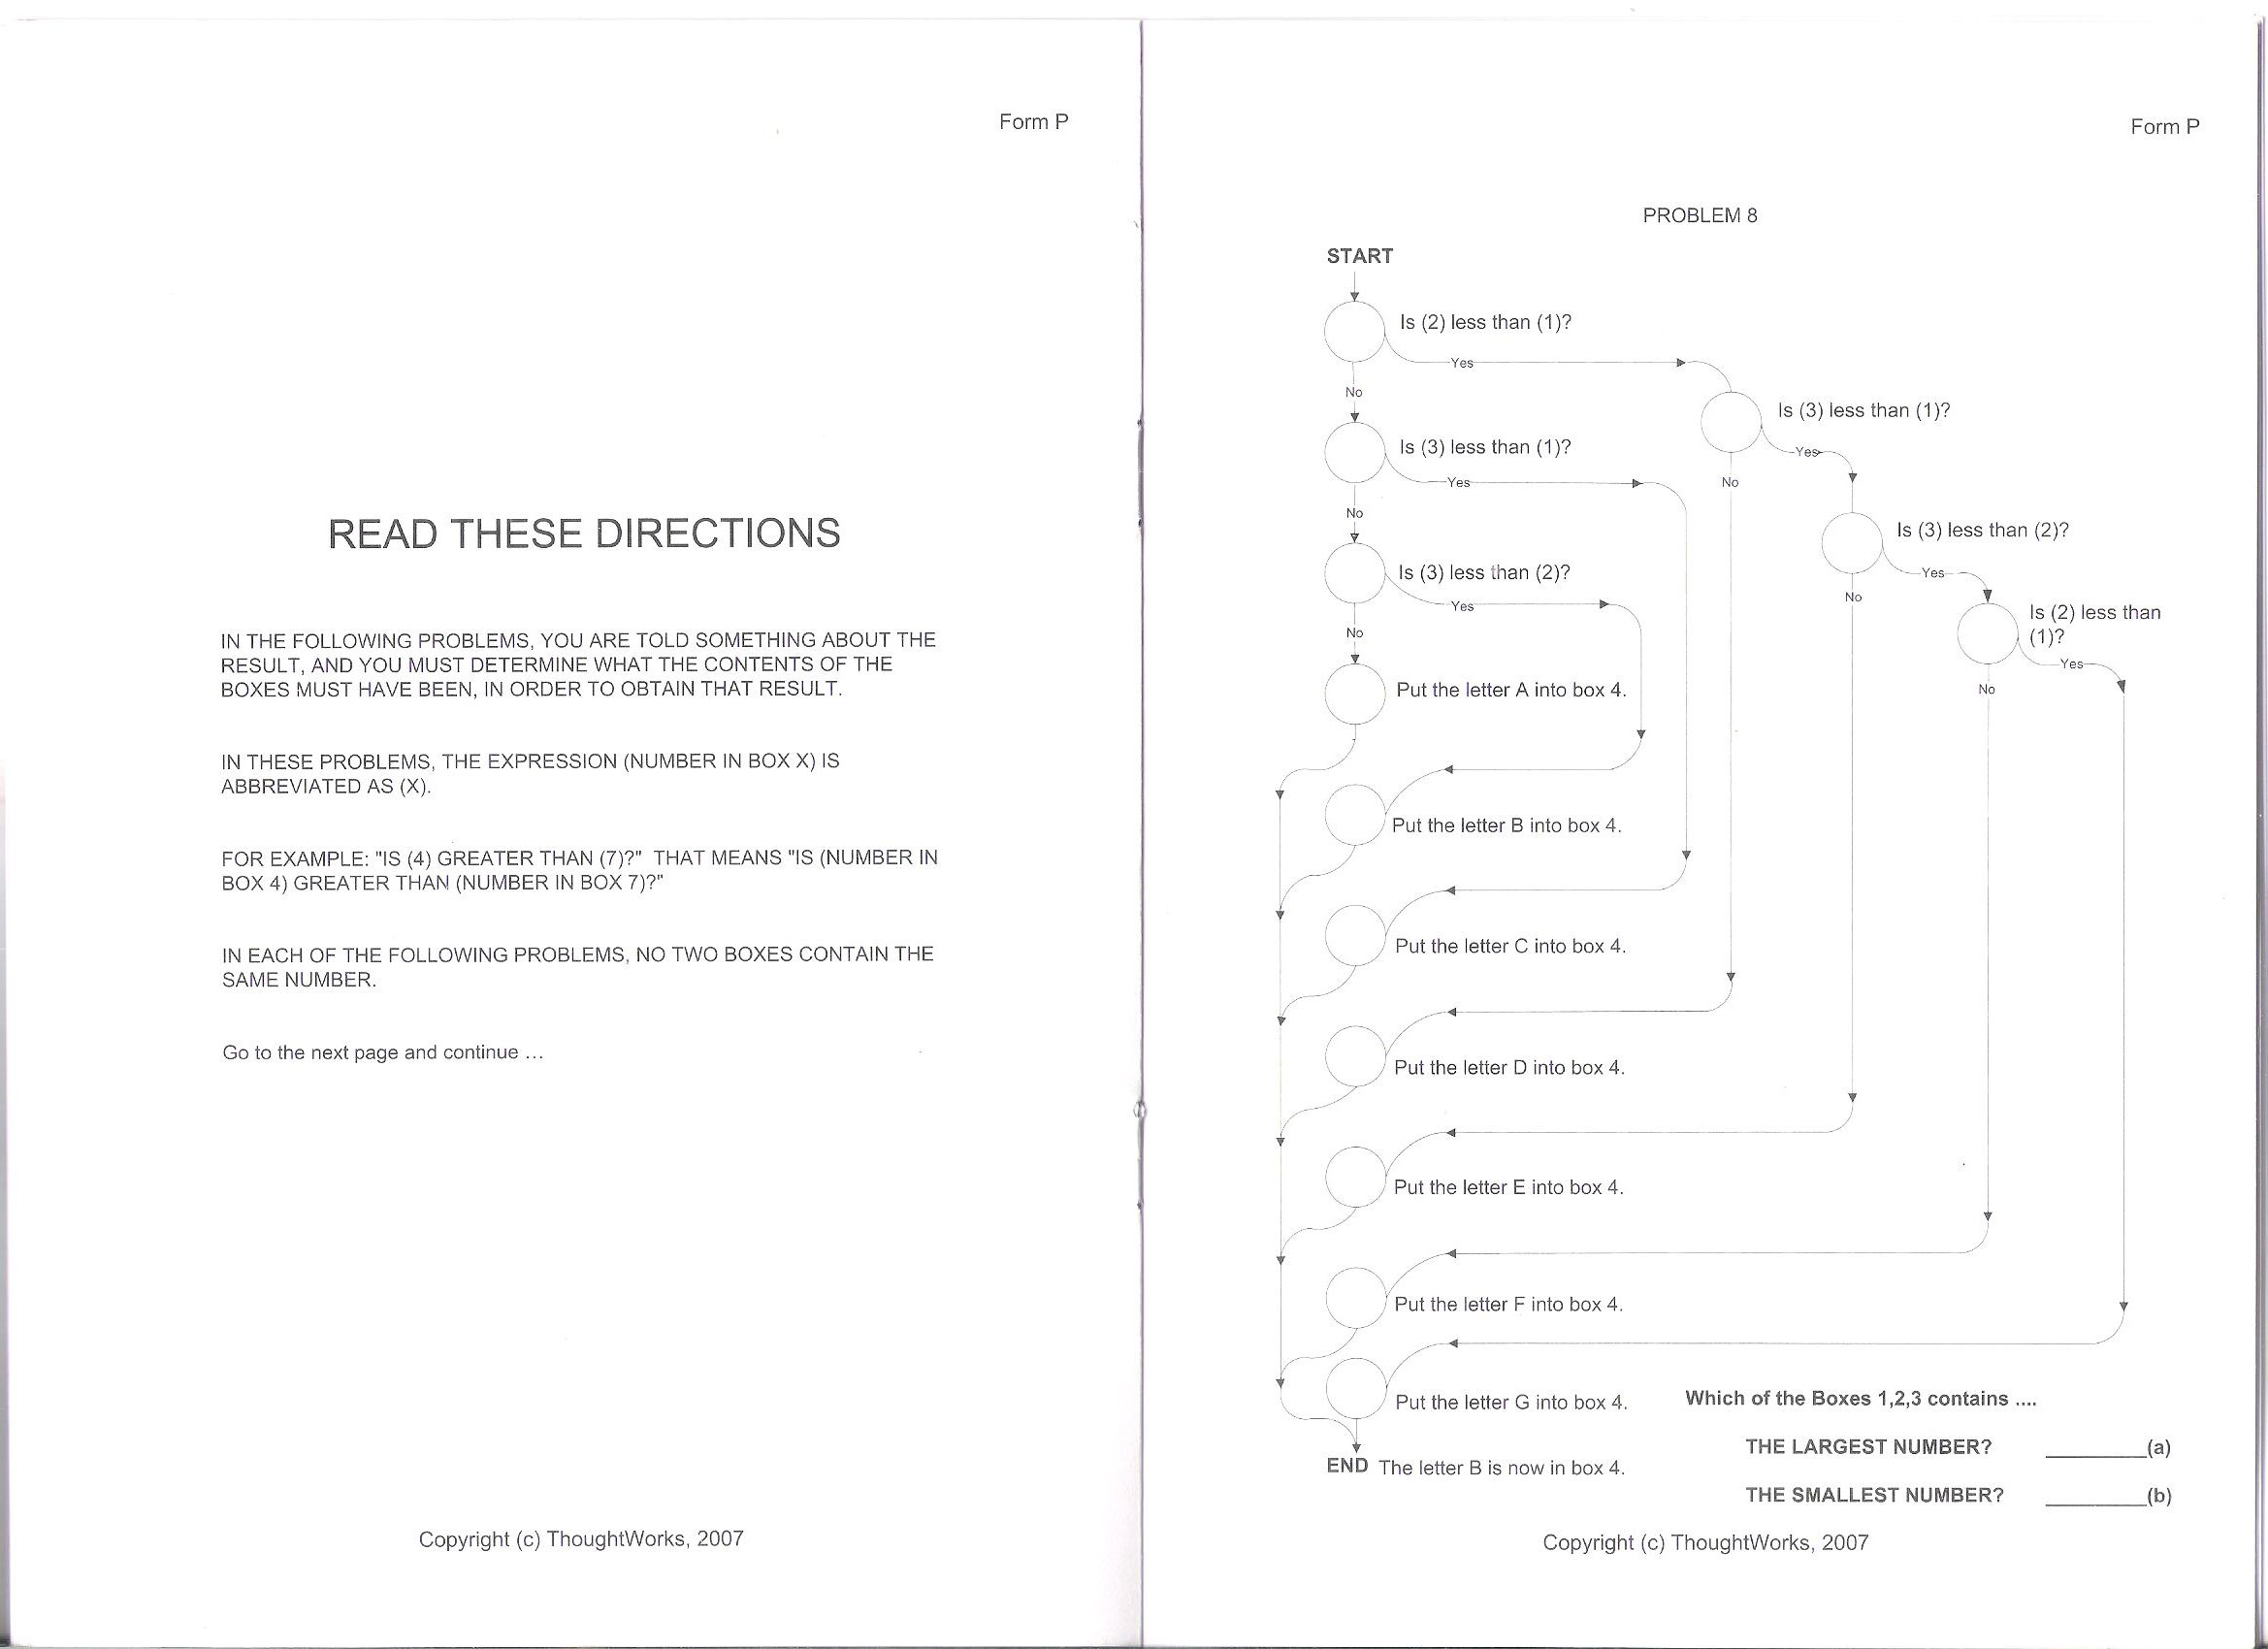 Form P
READ THESE DIRECTIONS
IN THE FOLLOWING PROBLEMS, YOU ARE TOLD SOMETHING ABOUT THE
RESULT, AND YOU MUST DETERMINE WHAT THE CONTENTS OF THE
BOXES MUST HAVE BEEN, IN ORDER TO OBTAIN THAT RESULT.
IN THESE PROBLEMS, THE EXPRESSION (NUMBER IN BOX X) IS
ABBREVIATED AS (X).
FOR EXAMPLE: "IS (4) GREATER THAN (7)?" THAT MEANS "IS (NUMBER IN
BOX 4) GREATER THAN (NUMBER IN BOX 7)?"
IN EACH OF THE FOLLOWING PROBLEMS, NO TWO BOXES CONTAIN THE
SAME NUMBER.
Go to the next page and continue ...
Copyright (c) ThoughtWorks, 2007
Form P
PROBLEM 8
START
Is (2) less than (1)?
Yes
No
Is (3) less than (1)?
Yes
No
Is (3) less than (1)?
Yes
No
Is (3) less than (2)?
Yes
No
Is (3) less than (2)?
Yes
No
Is (2) less than
(1)?
Yes
No
Put the letter A into box 4.
Put the letter B into box 4.
Put the letter C into box 4.
Put the letter D into box 4.
Put the letter E into box 4.
Put the letter F into box 4.
Put the letter G into box 4.
END The letter B is now in box 4.
Which of the Boxes 1,2,3 contains ....
THE LARGEST NUMBER? __________(a)
THE SMALLEST NUMBER? __________(b)
Copyright (c) ThoughtWorks, 2007